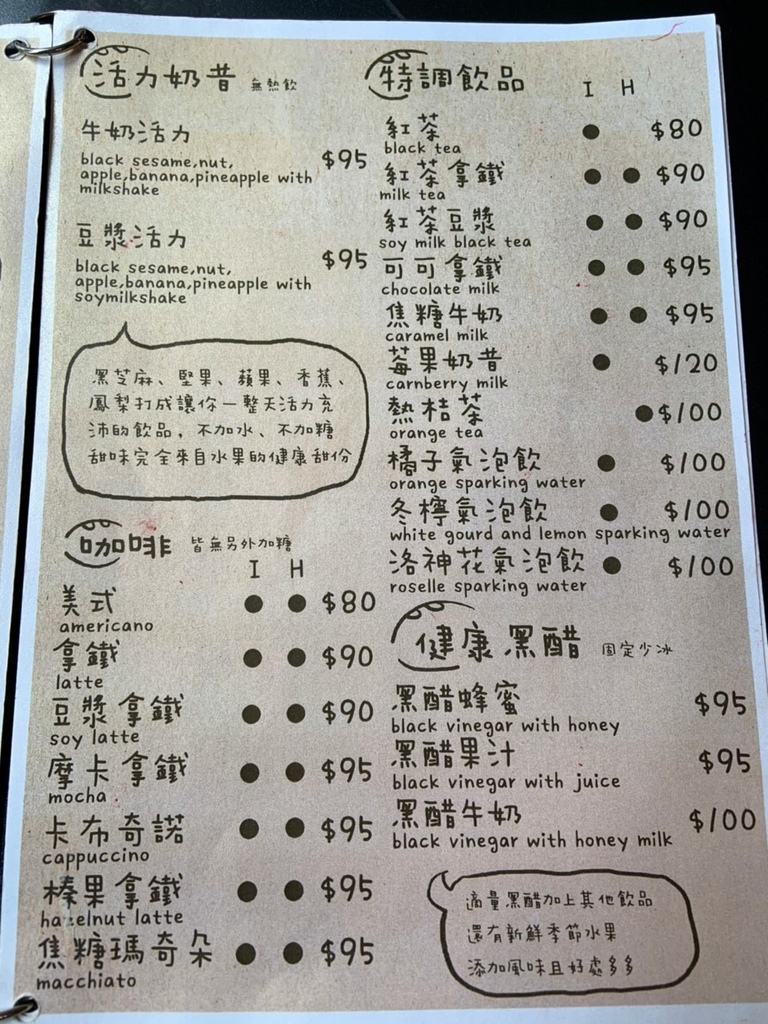 活力奶昔 無熱飲
牛奶活力
black sesame,nut,
apple,banana,pineapple with
milkshake
$95
豆漿活力
black sesame,nut,
apple,banana,pineapple with
soymilkshake
$95
黑芝麻、堅果、蘋果、香蕉、
鳳梨打成讓你一整天活力充
沛的飲品，不加水、不加糖
甜味完全來自水果的健康甜份
咖啡 皆無另外加糖
I H
美式 ● ● $80
americano
拿鐵 ● ● $90
latte
豆漿拿鐵 ● ● $90
soy latte
摩卡拿鐵 ● ● $95
mocha
卡布奇諾 ● ● $95
cappuccino
榛果拿鐵 ● ● $95
hazelnut latte
焦糖瑪奇朵 ● ● $95
macchiato
特調飲品 I H
紅茶 ● $80
black tea
紅茶拿鐵 ● ● $90
milk tea
紅茶豆漿 ● ● $90
soy milk black tea
可可拿鐵 ● ● $95
chocolate milk
焦糖牛奶 ● ● $95
caramel milk
莓果奶昔 ● $120
carnberry milk
熱桔茶 ● $100
orange tea
橘子氣泡飲 ● $100
orange sparking water
冬檸氣泡飲 ● $100
white gourd and lemon sparking water
洛神花氣泡飲 ● $100
roselle sparking water
健康黑醋 固定少冰
黑醋蜂蜜 $95
black vinegar with honey
黑醋果汁 $95
black vinegar with juice
黑醋牛奶 $100
black vinegar with honey milk
適量黑醋加上其他飲品
還有新鮮季節水果
添加風味且好處多多